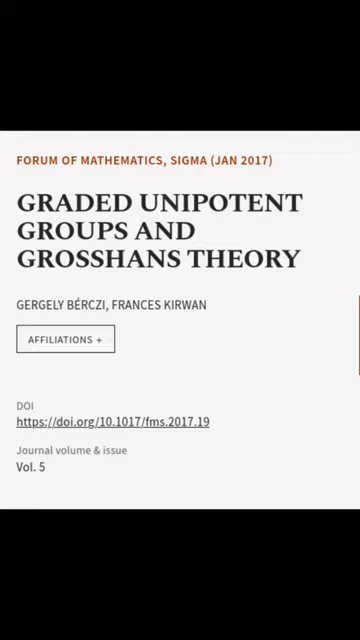 FORUM OF MATHEMATICS, SIGMA (JAN 2017)
GRADED UNIPOTENT
GROUPS AND
GROSSHANS THEORY
GERGELY BÉRCZI, FRANCES KIRWAN
AFFILIATIONS +
DOI
https://doi.org/10.1017/fms.2017.19
Journal volume & issue
Vol. 5